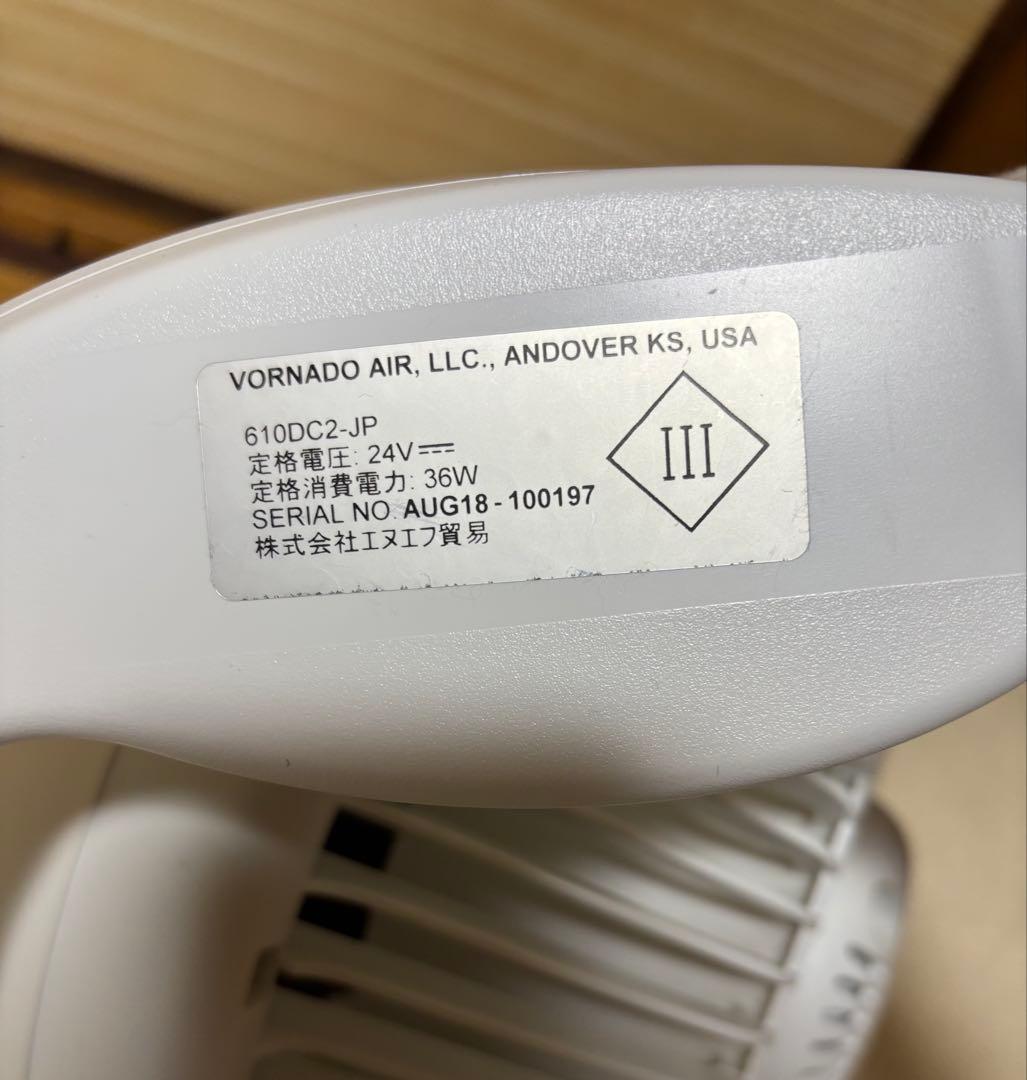 VORNADO AIR, LLC., ANDOVER KS, USA
610DC2-JP
定格電圧: 24V⎓
定格消費電力: 36W
SERIAL NO. AUG18 - 100197
株式会社エヌエフ貿易
III